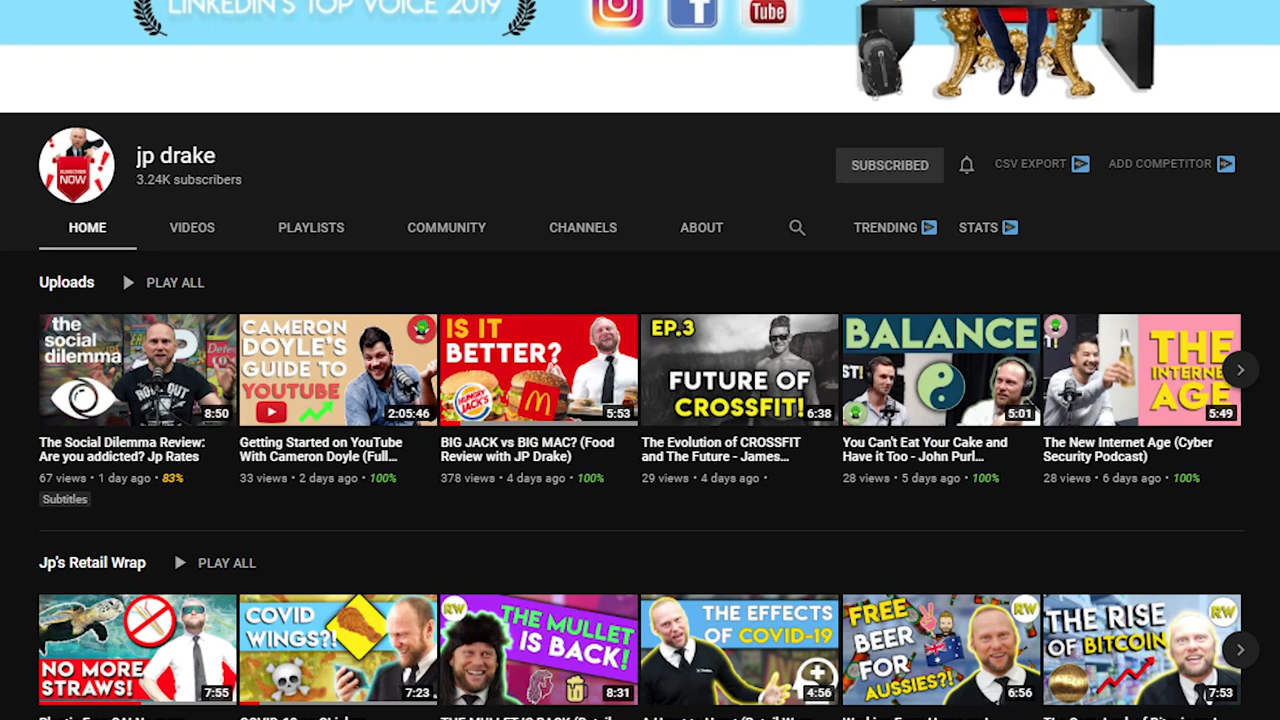 LINKEDIN'S TOP VOICE 2019
Tube
SUBSCRIBE
NOW
jp drake
3.24K subscribers
SUBSCRIBED
CSV EXPORT
ADD COMPETITOR
HOME
VIDEOS
PLAYLISTS
COMMUNITY
CHANNELS
ABOUT
TRENDING
STATS
Uploads
PLAY ALL
the
social
dilemma
8:50
CAMERON
DOYLE'S
GUIDE TO
YOUTUBE
2:05:46
IS IT
BETTER?
HUNGRY
JACK'S
5:53
EP.3
FUTURE OF
CROSSFIT!
6:38
BALANCE
5:01
THE
INTERNE
AGE
5:49
The Social Dilemma Review:
Are you addicted? Jp Rates
67 views • 1 day ago • 83%
Subtitles
Getting Started on YouTube
With Cameron Doyle (Full...
33 views • 2 days ago • 100%
BIG JACK vs BIG MAC? (Food
Review with JP Drake)
378 views • 4 days ago • 100%
The Evolution of CROSSFIT
and The Future - James...
29 views • 4 days ago •
You Can't Eat Your Cake and
Have it Too - John Purl...
28 views • 5 days ago • 100%
The New Internet Age (Cyber
Security Podcast)
28 views • 6 days ago • 100%
Jp's Retail Wrap
PLAY ALL
NO MORE
STRAWS!
7:55
COVID
WINGS?!
7:23
RW
THE MULLET
IS BACK!
8:31
THE EFFECTS
OF COVID-19
4:56
FREE
BEER
FOR
AUSSIES?!
RW
6:56
THE RISE
OF BITCOIN
RW
7:53